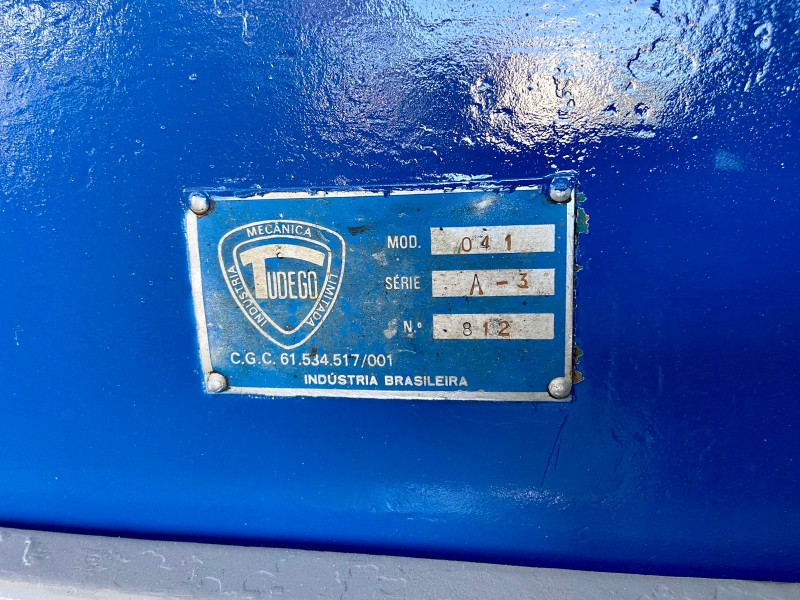 INDÚSTRIA MECÂNICA LIMITADA
TUDEGO
MOD. 041
SÉRIE A-3
N.º 812
C.G.C. 61.534.517/001
INDÚSTRIA BRASILEIRA